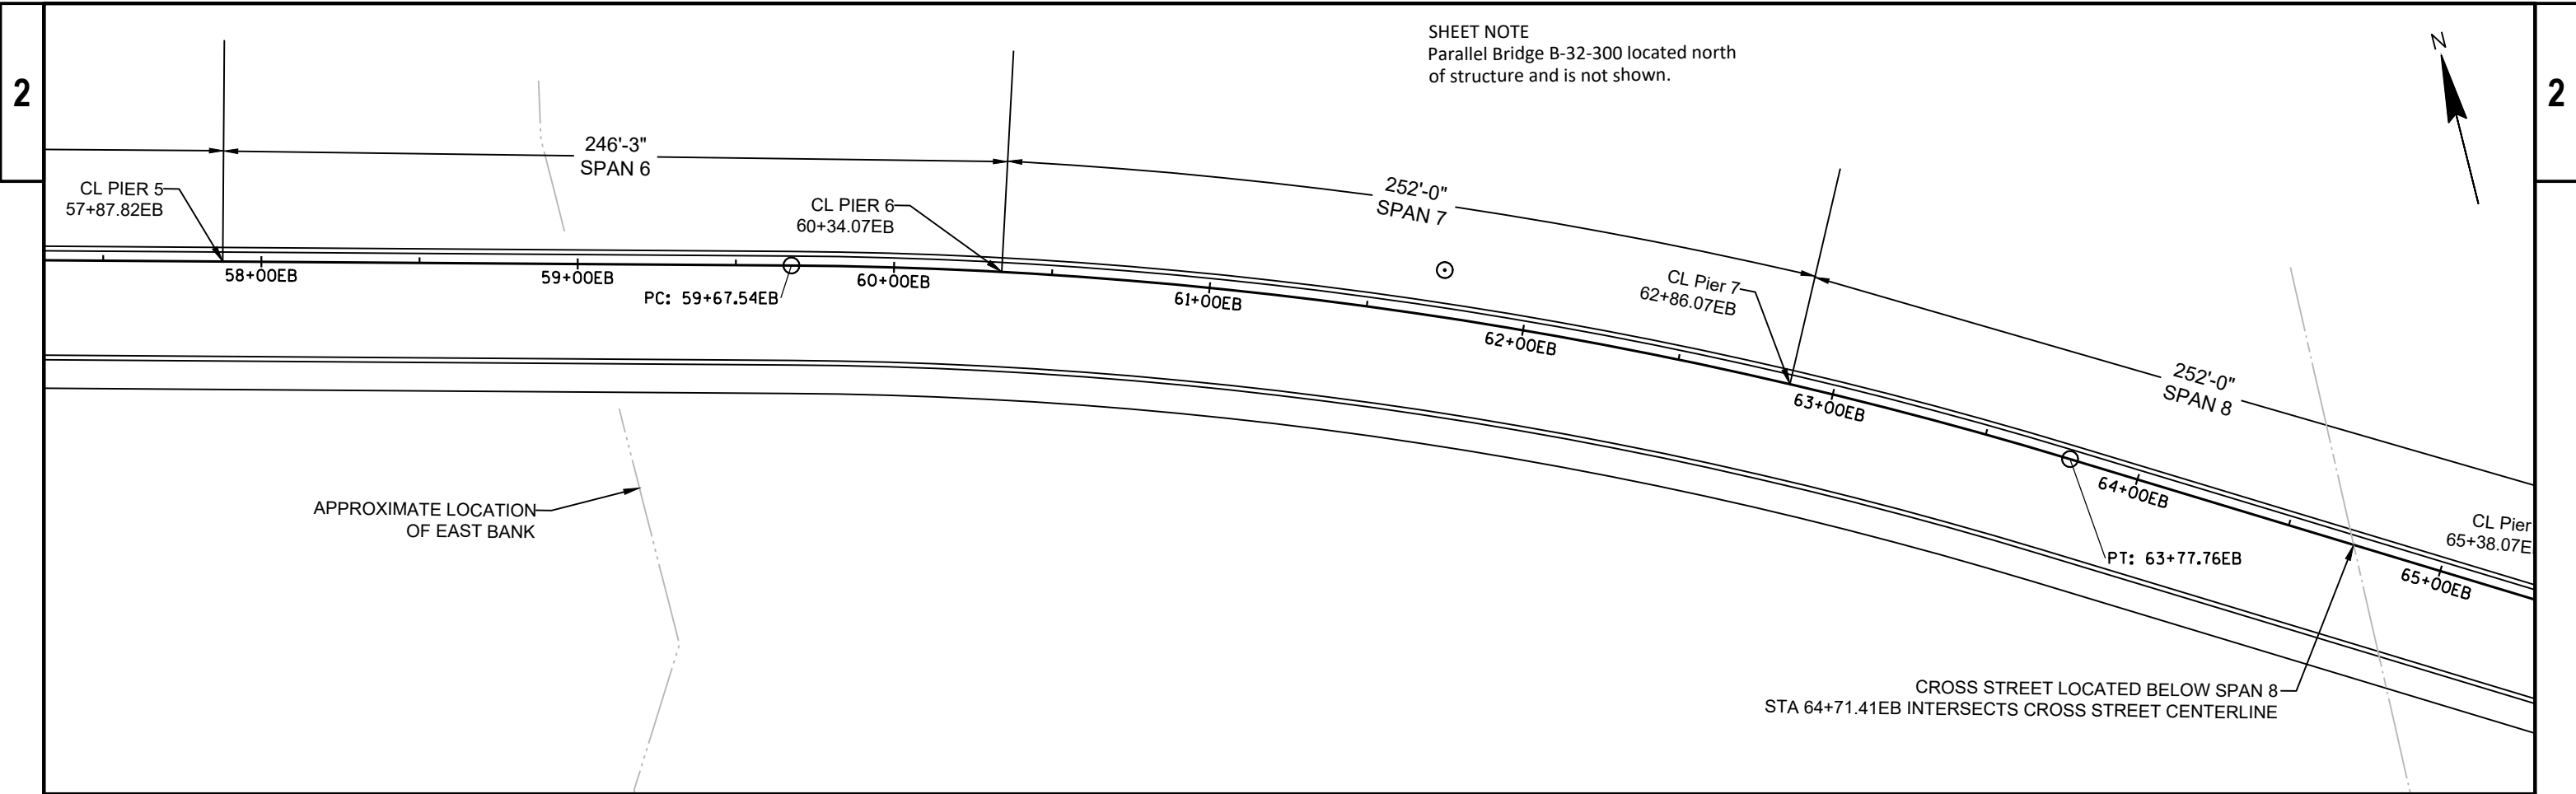 2
SHEET NOTE
Parallel Bridge B-32-300 located north
of structure and is not shown.
N
2
246'-3"
SPAN 6
252'-0"
SPAN 7
CL PIER 5
57+87.82EB
CL PIER 6
60+34.07EB
CL Pier 7
62+86.07EB
58+00EB
59+00EB
PC: 59+67.54EB
60+00EB
61+00EB
62+00EB
63+00EB
252'-0"
SPAN 8
64+00EB
CL Pier
65+38.07E
PT: 63+77.76EB
65+00EB
APPROXIMATE LOCATION
OF EAST BANK
CROSS STREET LOCATED BELOW SPAN 8
STA 64+71.41EB INTERSECTS CROSS STREET CENTERLINE